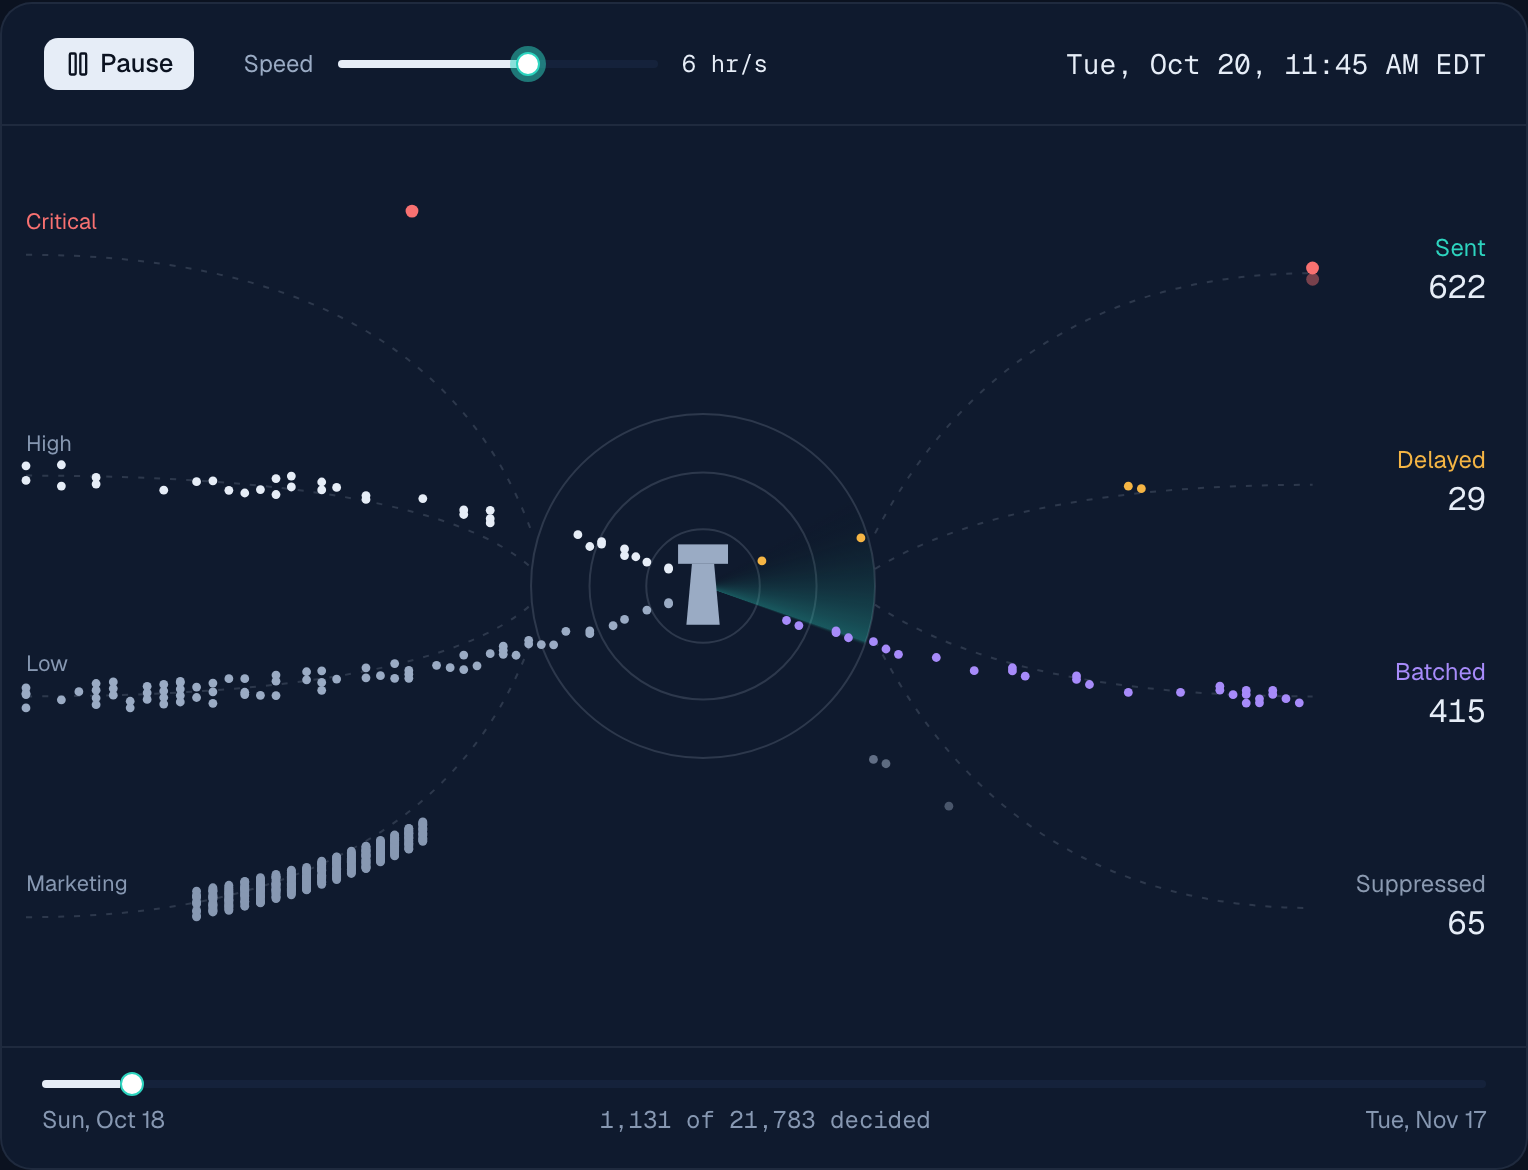 Pause
Speed
6 hr/s
Tue, Oct 20, 11:45 AM EDT
Critical
Sent
622
High
Delayed
29
Low
Batched
415
Marketing
Suppressed
65
Sun, Oct 18
1,131 of 21,783 decided
Tue, Nov 17